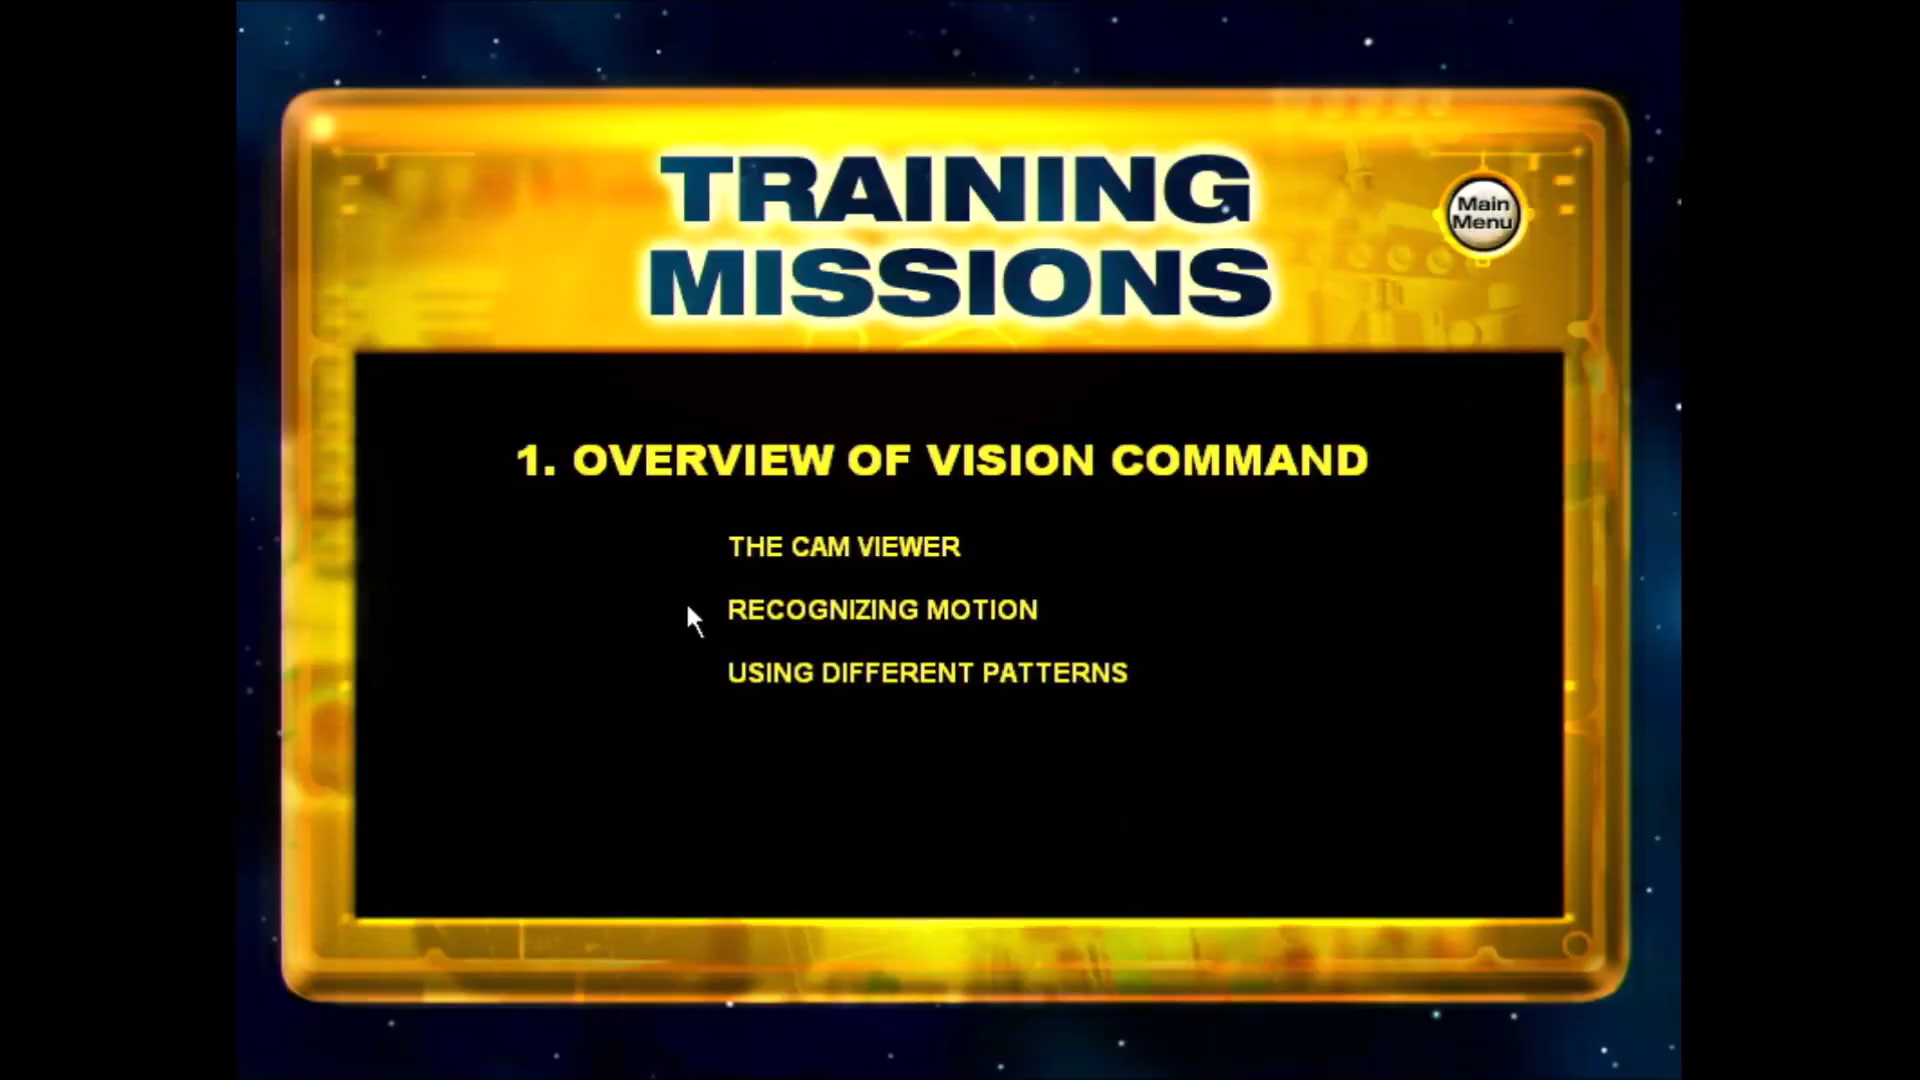 TRAINING
MISSIONS
Main
Menu
1. OVERVIEW OF VISION COMMAND
THE CAM VIEWER
RECOGNIZING MOTION
USING DIFFERENT PATTERNS